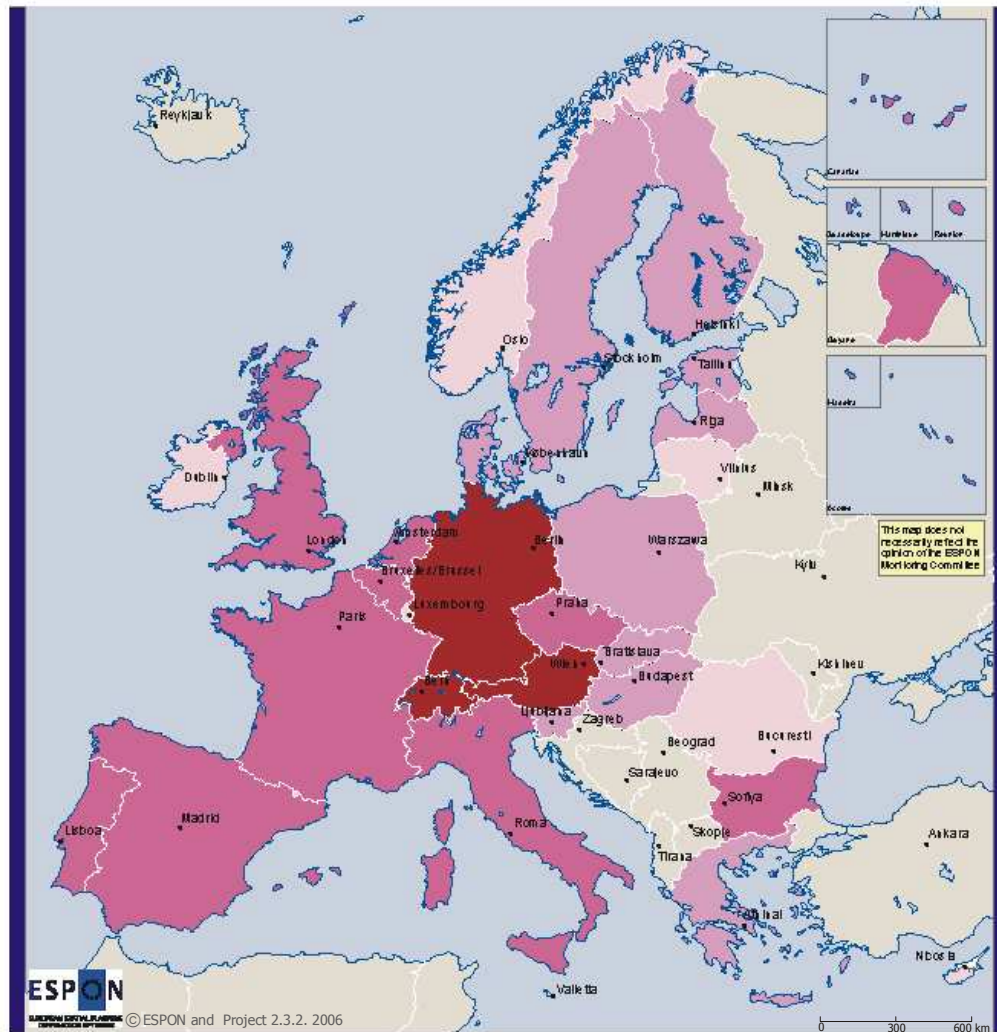 Reykjavik
Canarias
Guadeloupe Martinique Reunion
Guyane
Helsinki
Oslo
Stockholm
Tallinn
Madeira
Riga
København
Dublin
Vilnius
Minsk
This map does not
necessarily reflect the
opinion of the ESPON
Monitoring Committee
London
Amsterdam
Berlin
Warszawa
Kyiv
Bruxelles/Brussel
Luxembourg
Paris
Praha
Wien
Bratislava
Kishinev
Bern
Budapest
Ljubljana
Zagreb
Bucuresti
Beograd
Sarajevo
Sofiya
Lisboa
Madrid
Roma
Skopje
Ankara
Tirana
Athinai
Nicosia
Valletta
ESPON
© ESPON and Project 2.3.2. 2006
0 300 600 km